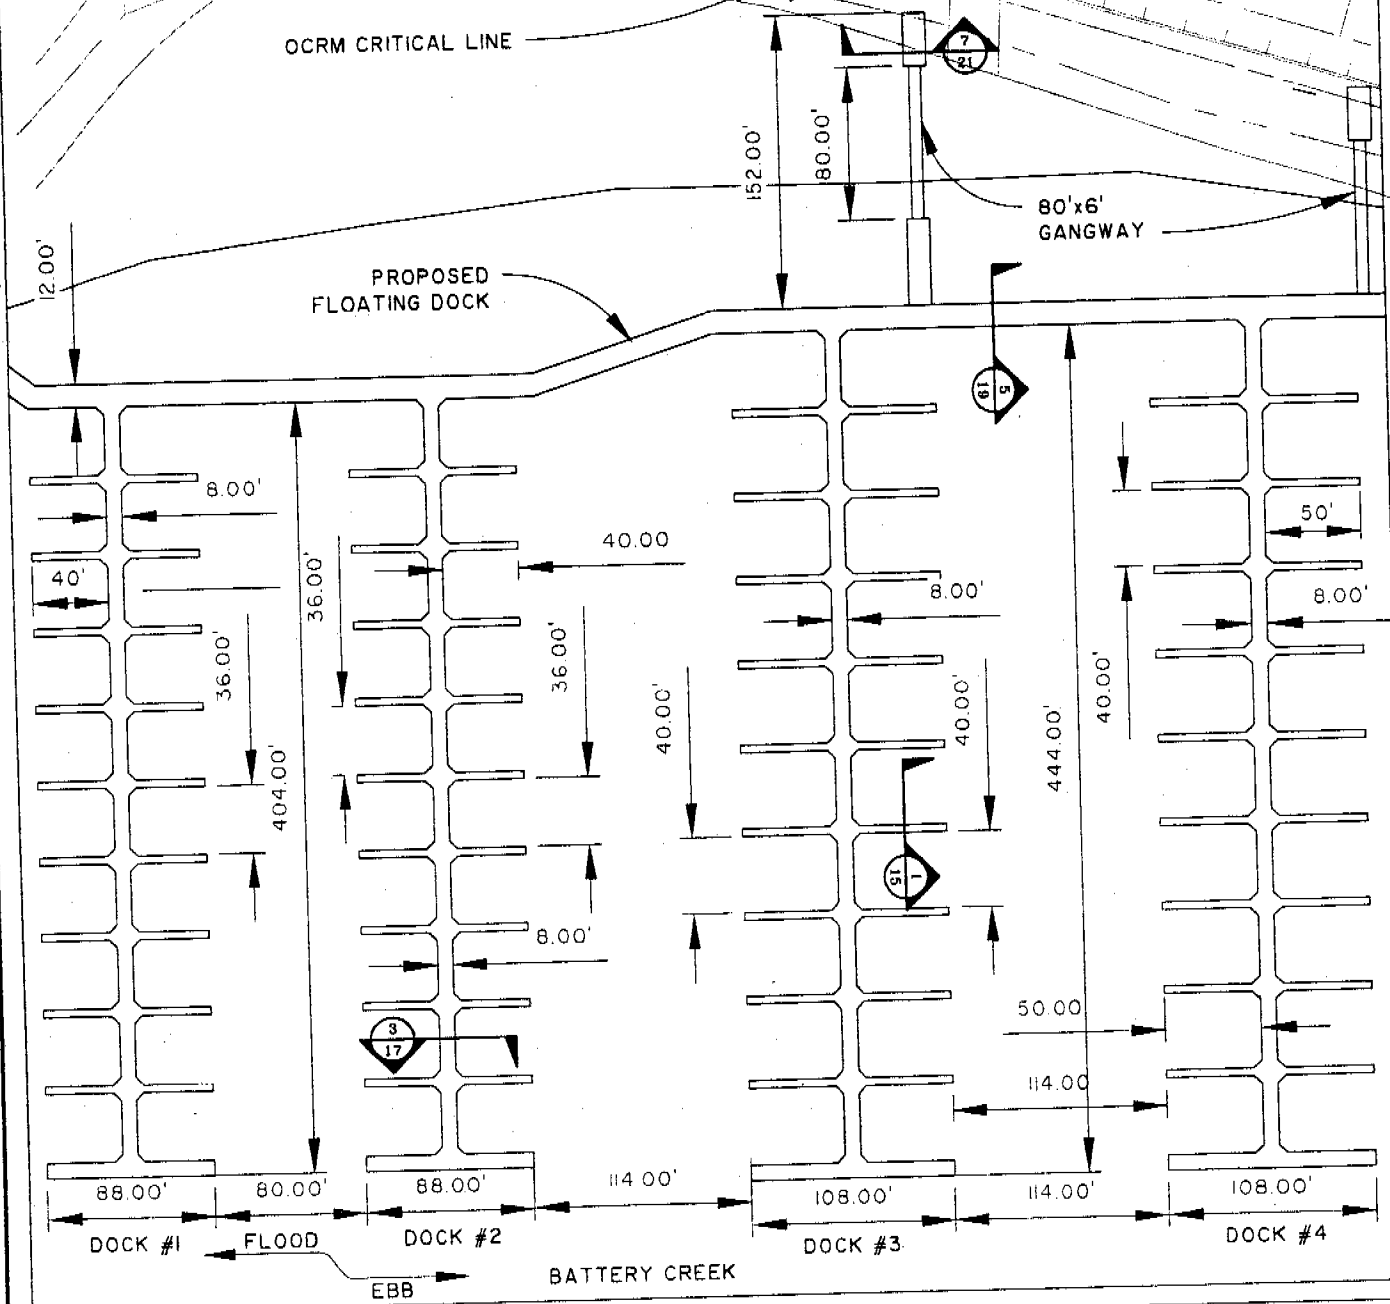 OCRM CRITICAL LINE
7
21
152.00'
80.00'
80'x6'
GANGWAY
12.00'
PROPOSED
FLOATING DOCK
5
19
8.00'
40'
36.00'
40.00
36.00'
36.00'
404.00'
8.00'
50'
8.00'
40.00'
40.00'
40.00'
444.00'
1
15
8.00'
3
17
50.00
114.00
88.00'
80.00'
88.00'
114.00'
108.00'
114.00'
108.00'
DOCK #1
FLOOD
DOCK #2
DOCK #3
DOCK #4
EBB
BATTERY CREEK